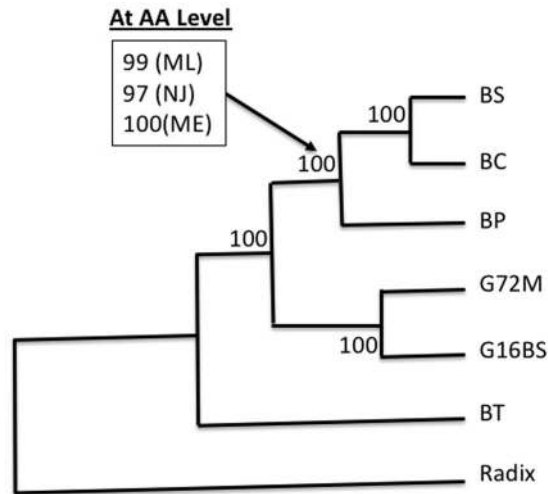 At AA Level
99 (ML)
97 (NJ)
100(ME)
100
BS
100
BC
100
BP
G72M
100
G16BS
BT
Radix